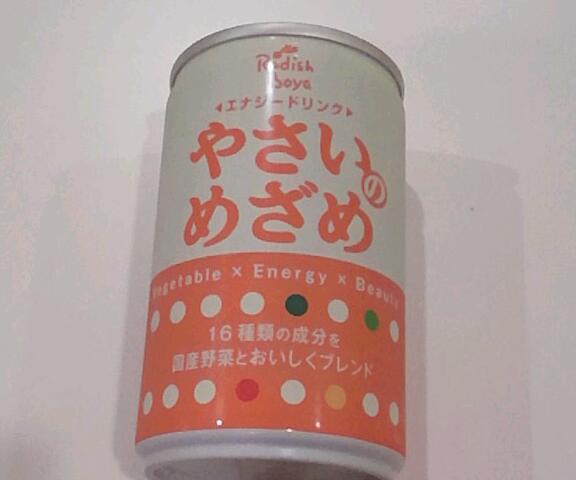 Radish
Boya
エナジードリンク
やさいの
めざめ
Vegetable × Energy × Beauty
16種類の成分を
国産野菜とおいしくブレンド